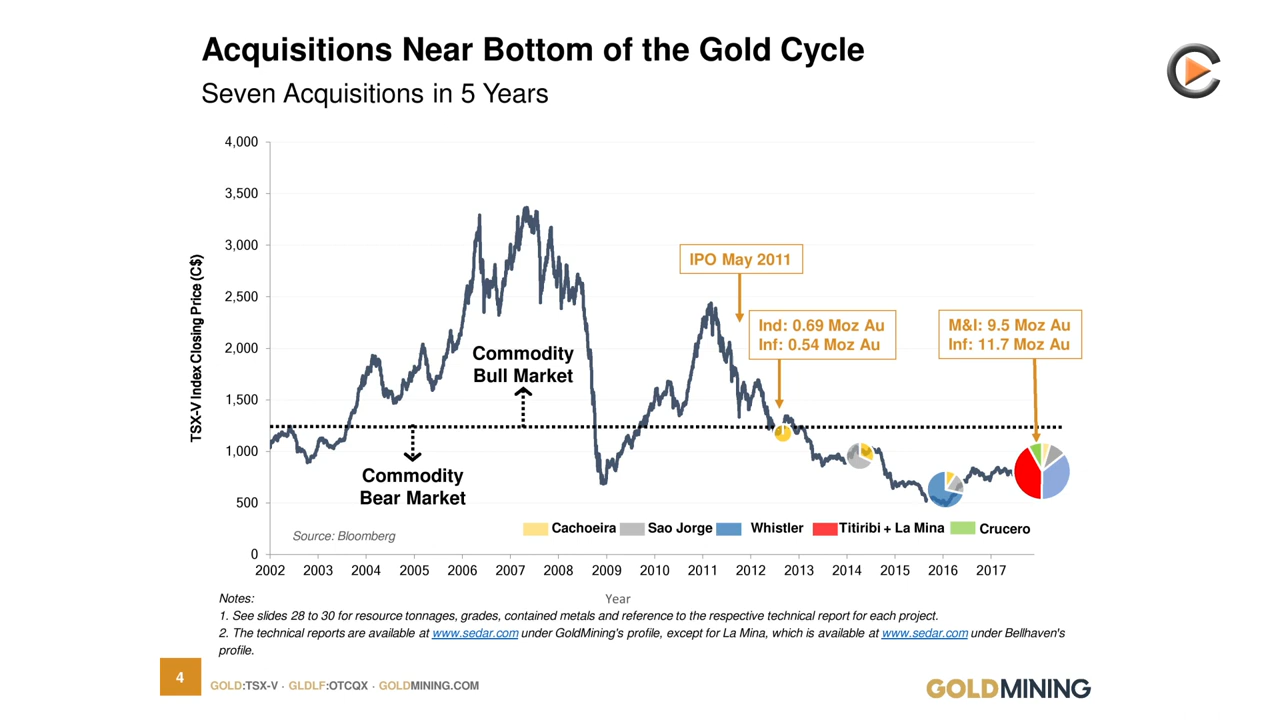 Acquisitions Near Bottom of the Gold Cycle
Seven Acquisitions in 5 Years
TSX-V Index Closing Price (C$)
4,000
3,500
3,000
2,500
2,000
1,500
1,000
500
0
IPO May 2011
Ind: 0.69 Moz Au
Inf: 0.54 Moz Au
M&I: 9.5 Moz Au
Inf: 11.7 Moz Au
Commodity
Bull Market
Commodity
Bear Market
Cachoeira Sao Jorge Whistler Titiribi + La Mina Crucero
Source: Bloomberg
2002 2003 2004 2005 2006 2007 2008 2009 2010 2011 2012 2013 2014 2015 2016 2017
Year
Notes:
1. See slides 28 to 30 for resource tonnages, grades, contained metals and reference to the respective technical report for each project.
2. The technical reports are available at www.sedar.com under GoldMining's profile, except for La Mina, which is available at www.sedar.com under Bellhaven's
profile.
4
GOLD:TSX-V · GLDLF:OTCQX · GOLDMINING.COM
GOLDMINING